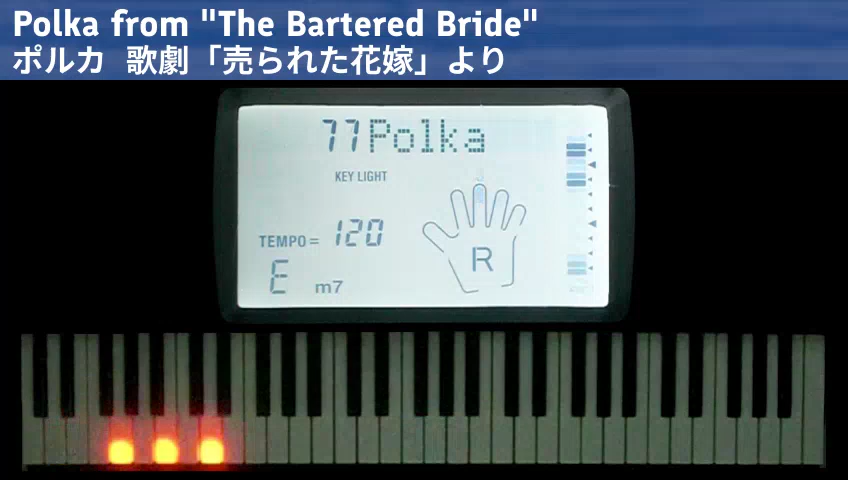 Polka from "The Bartered Bride"
ポルカ 歌劇「売られた花嫁」より
77Polka
KEY LIGHT
TEMPO= 120
R
E m7